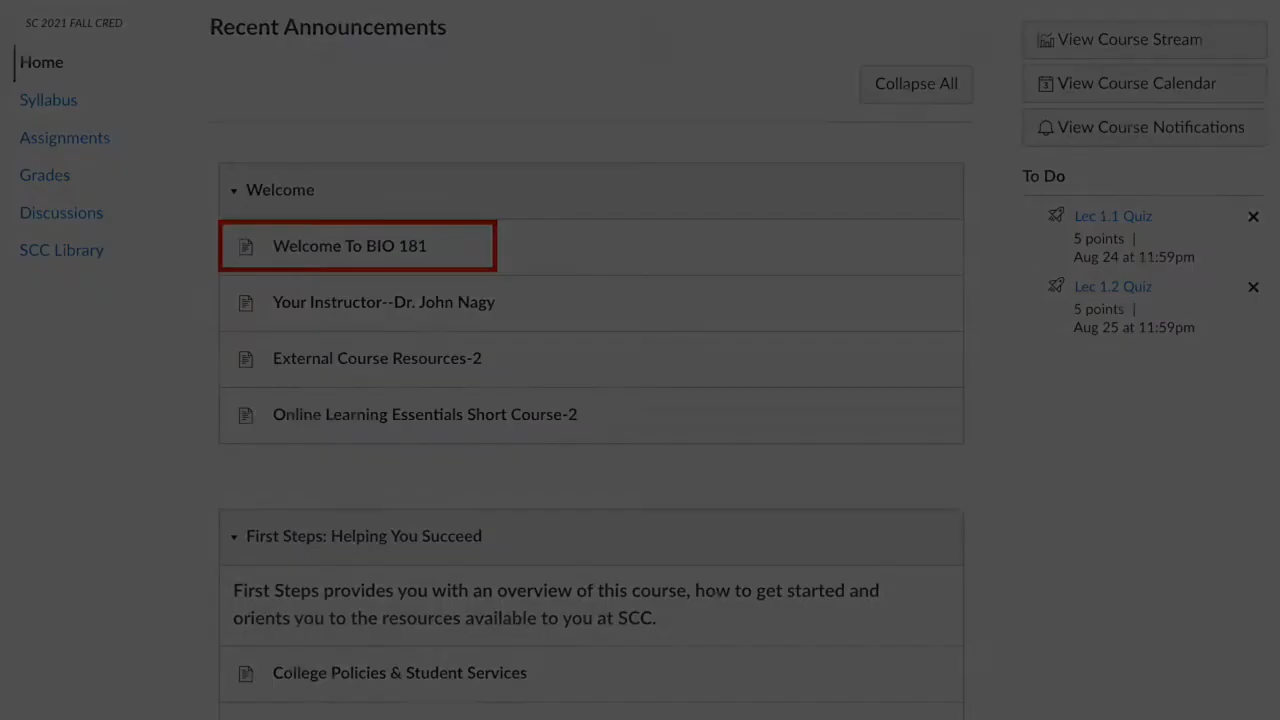 SC 2021 FALL CRED
Home
Syllabus
Assignments
Grades
Discussions
SCC Library
Recent Announcements
Collapse All
Welcome
Welcome To BIO 181
Your Instructor--Dr. John Nagy
External Course Resources-2
Online Learning Essentials Short Course-2
First Steps: Helping You Succeed
First Steps provides you with an overview of this course, how to get started and
orients you to the resources available to you at SCC.
College Policies & Student Services
View Course Stream
3 View Course Calendar
View Course Notifications
To Do
Lec 1.1 Quiz
5 points |
Aug 24 at 11:59pm
Lec 1.2 Quiz
5 points |
Aug 25 at 11:59pm